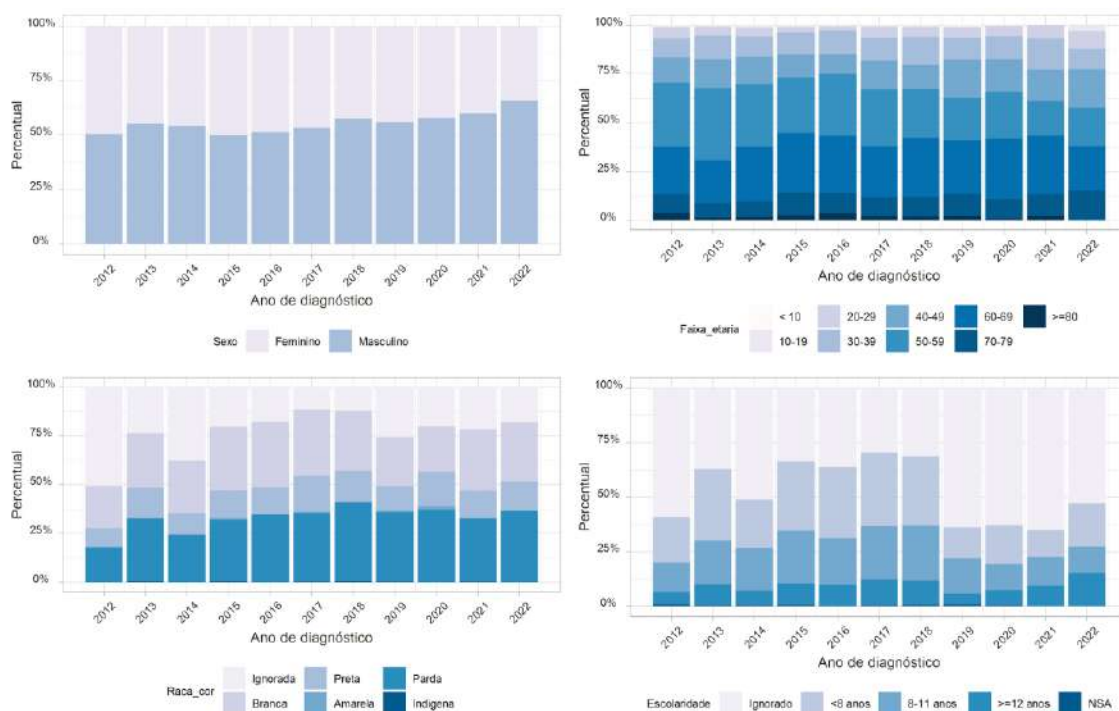 100%
75%
50%
25%
0%
Percentual
2012 2013 2014 2015 2016 2017 2018 2019 2020 2021 2022
Ano de diagnóstico
Sexo Feminino Masculino
100%
75%
50%
25%
0%
Percentual
2012 2013 2014 2015 2016 2017 2018 2019 2020 2021 2022
Ano de diagnóstico
Faixa_etaria
< 10 20-29 40-49 60-69 >=80
10-19 30-39 50-59 70-79
100%
75%
50%
25%
0%
Percentual
2012 2013 2014 2015 2016 2017 2018 2019 2020 2021 2022
Ano de diagnóstico
Raca_cor
Ignorada Preta Parda
Branca Amarela Indigena
100%
75%
50%
25%
0%
Percentual
2012 2013 2014 2015 2016 2017 2018 2019 2020 2021 2022
Ano de diagnóstico
Escolaridade Ignorado <8 anos 8-11 anos >=12 anos NSA